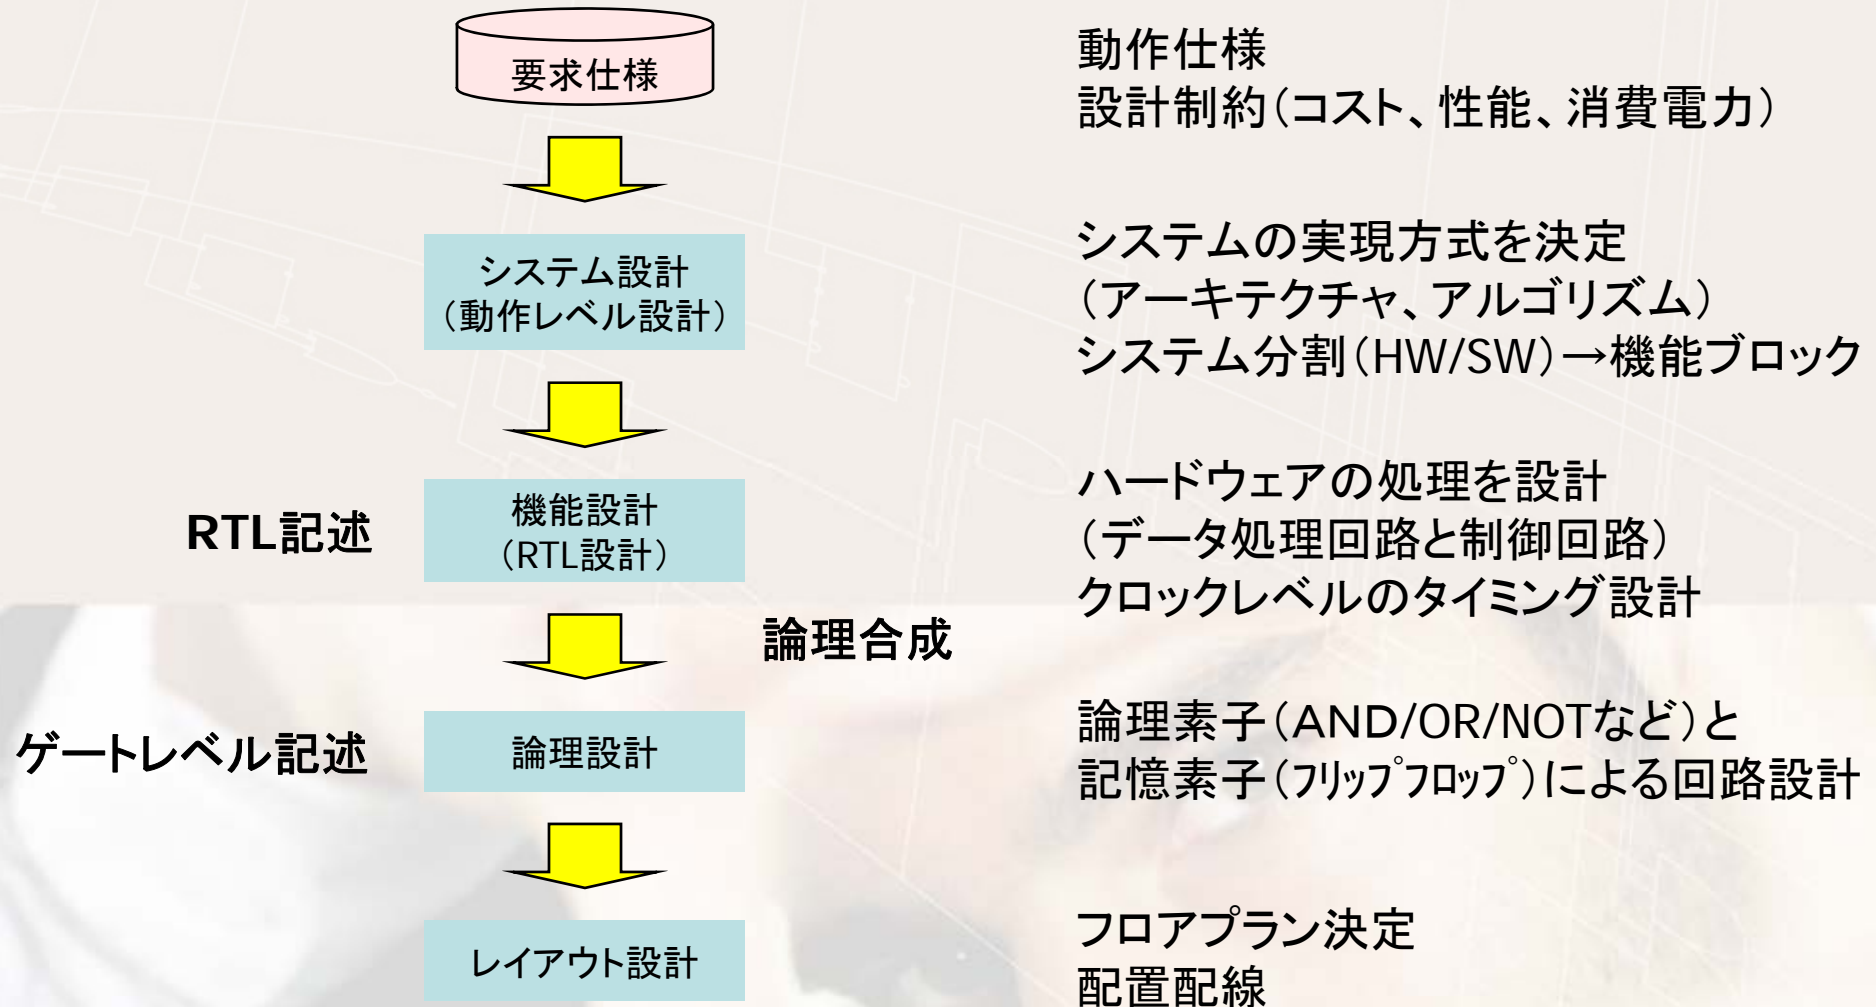 要求仕様
動作仕様
設計制約（コスト、性能、消費電力）
システム設計
（動作レベル設計）
システムの実現方式を決定
（アーキテクチャ、アルゴリズム）
システム分割（HW/SW）→機能ブロック
RTL記述
機能設計
（RTL設計）
ハードウェアの処理を設計
（データ処理回路と制御回路）
クロックレベルのタイミング設計
論理合成
ゲートレベル記述
論理設計
論理素子（AND/OR/NOTなど）と
記憶素子（ﾌﾘｯﾌﾟﾌﾛｯﾌﾟ）による回路設計
レイアウト設計
フロアプラン決定
配置配線